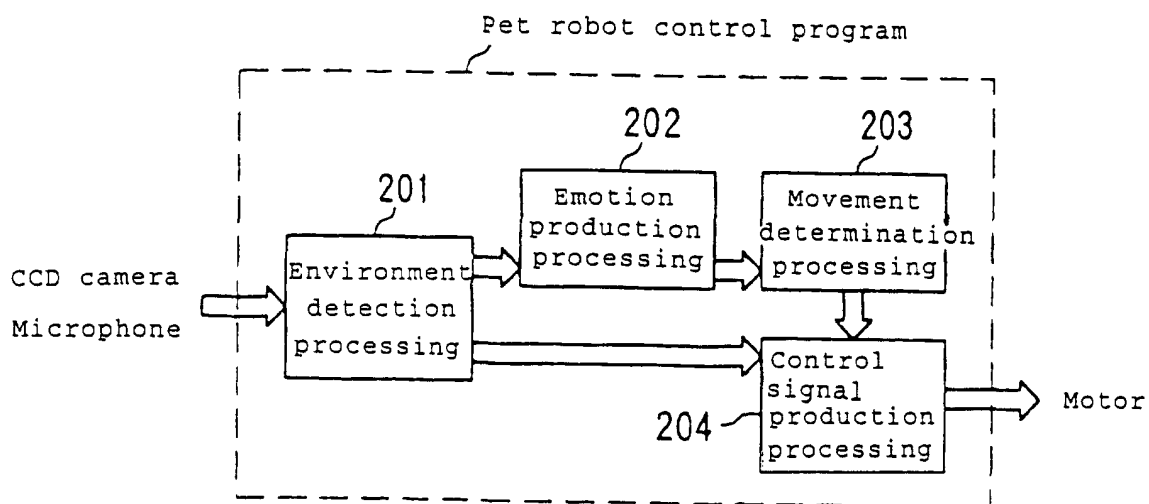 Pet robot control program
202
203
201
Emotion
production
processing
Movement
determination
processing
Environment
detection
processing
CCD camera
Microphone
Control
signal
production
processing
204
Motor